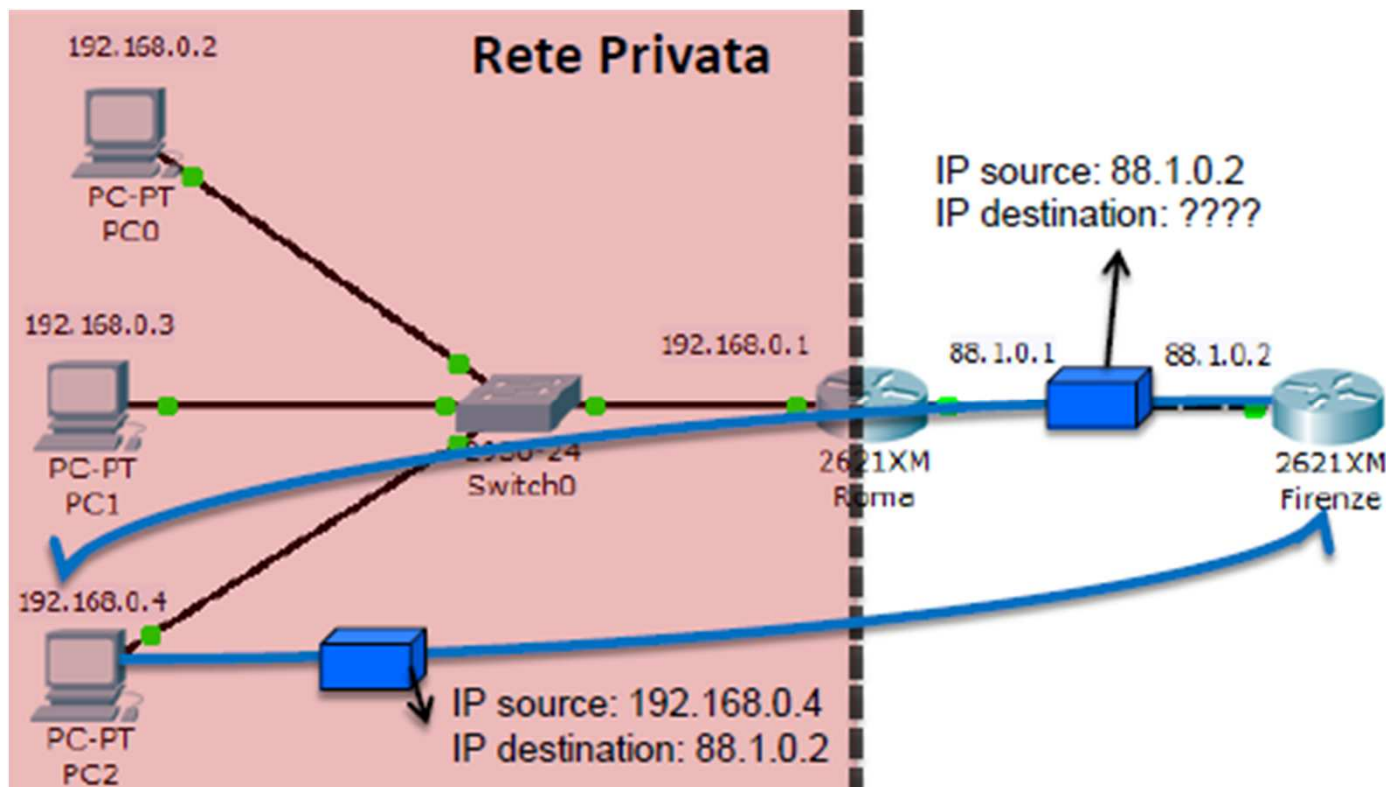 192.168.0.2
Rete Privata
PC-PT
PC0
IP source: 88.1.0.2
IP destination: ????
192.168.0.3
192.168.0.1
88.1.0.1
88.1.0.2
PC-PT
PC1
2950-24
Switch0
2621XM
Roma
2621XM
Firenze
192.168.0.4
IP source: 192.168.0.4
IP destination: 88.1.0.2
PC-PT
PC2